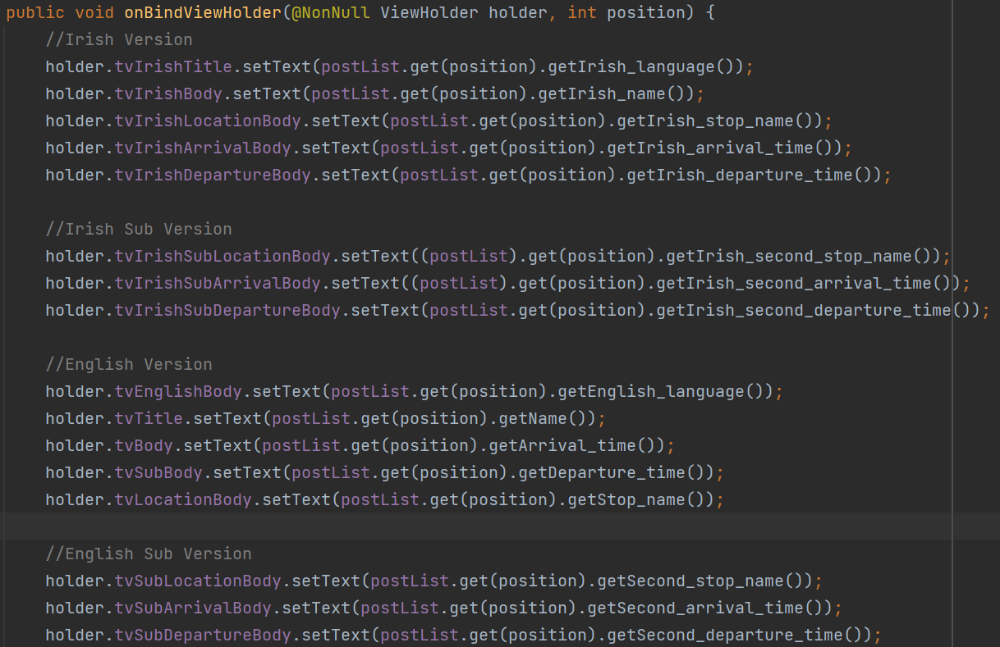 public void onBindViewHolder(@NonNull ViewHolder holder, int position) {
//Irish Version
holder.tvIrishTitle.setText(postList.get(position).getIrish_language());
holder.tvIrishBody.setText(postList.get(position).getIrish_name());
holder.tvIrishLocationBody.setText(postList.get(position).getIrish_stop_name());
holder.tvIrishArrivalBody.setText(postList.get(position).getIrish_arrival_time());
holder.tvIrishDepartureBody.setText(postList.get(position).getIrish_departure_time());
//Irish Sub Version
holder.tvIrishSubLocationBody.setText((postList).get(position).getIrish_second_stop_name());
holder.tvIrishSubArrivalBody.setText((postList).get(position).getIrish_second_arrival_time());
holder.tvIrishSubDepartureBody.setText(postList.get(position).getIrish_second_departure_time());
//English Version
holder.tvEnglishBody.setText(postList.get(position).getEnglish_language());
holder.tvTitle.setText(postList.get(position).getName());
holder.tvBody.setText(postList.get(position).getArrival_time());
holder.tvSubBody.setText(postList.get(position).getDeparture_time());
holder.tvLocationBody.setText(postList.get(position).getStop_name());
//English Sub Version
holder.tvSubLocationBody.setText(postList.get(position).getSecond_stop_name());
holder.tvSubArrivalBody.setText(postList.get(position).getSecond_arrival_time());
holder.tvSubDepartureBody.setText(postList.get(position).getSecond_departure_time());